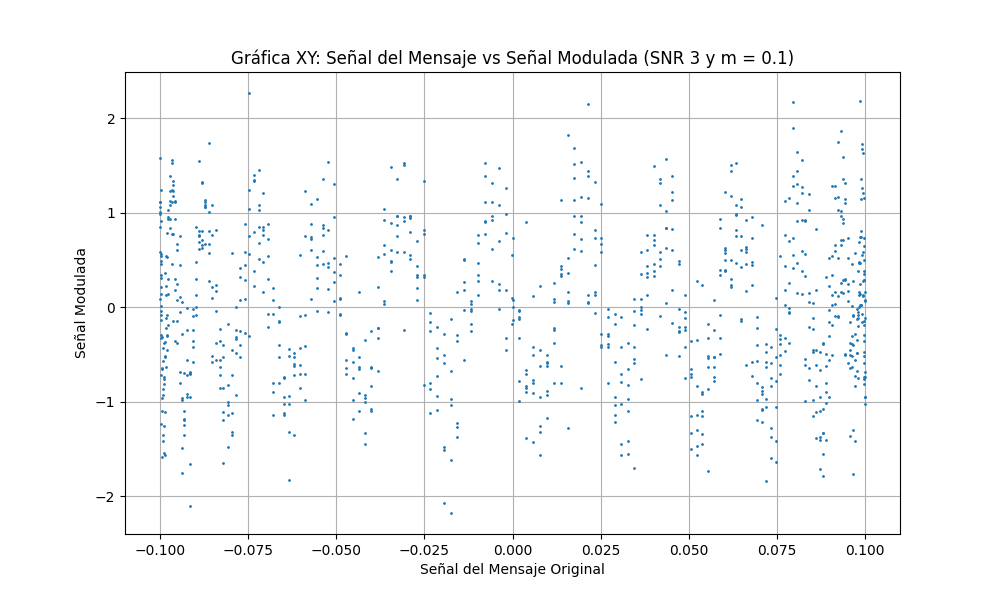 Gráfica XY: Señal del Mensaje vs Señal Modulada (SNR 3 y m = 0.1)
Señal Modulada
2
1
0
−1
−2
−0.100 −0.075 −0.050 −0.025 0.000 0.025 0.050 0.075 0.100
Señal del Mensaje Original